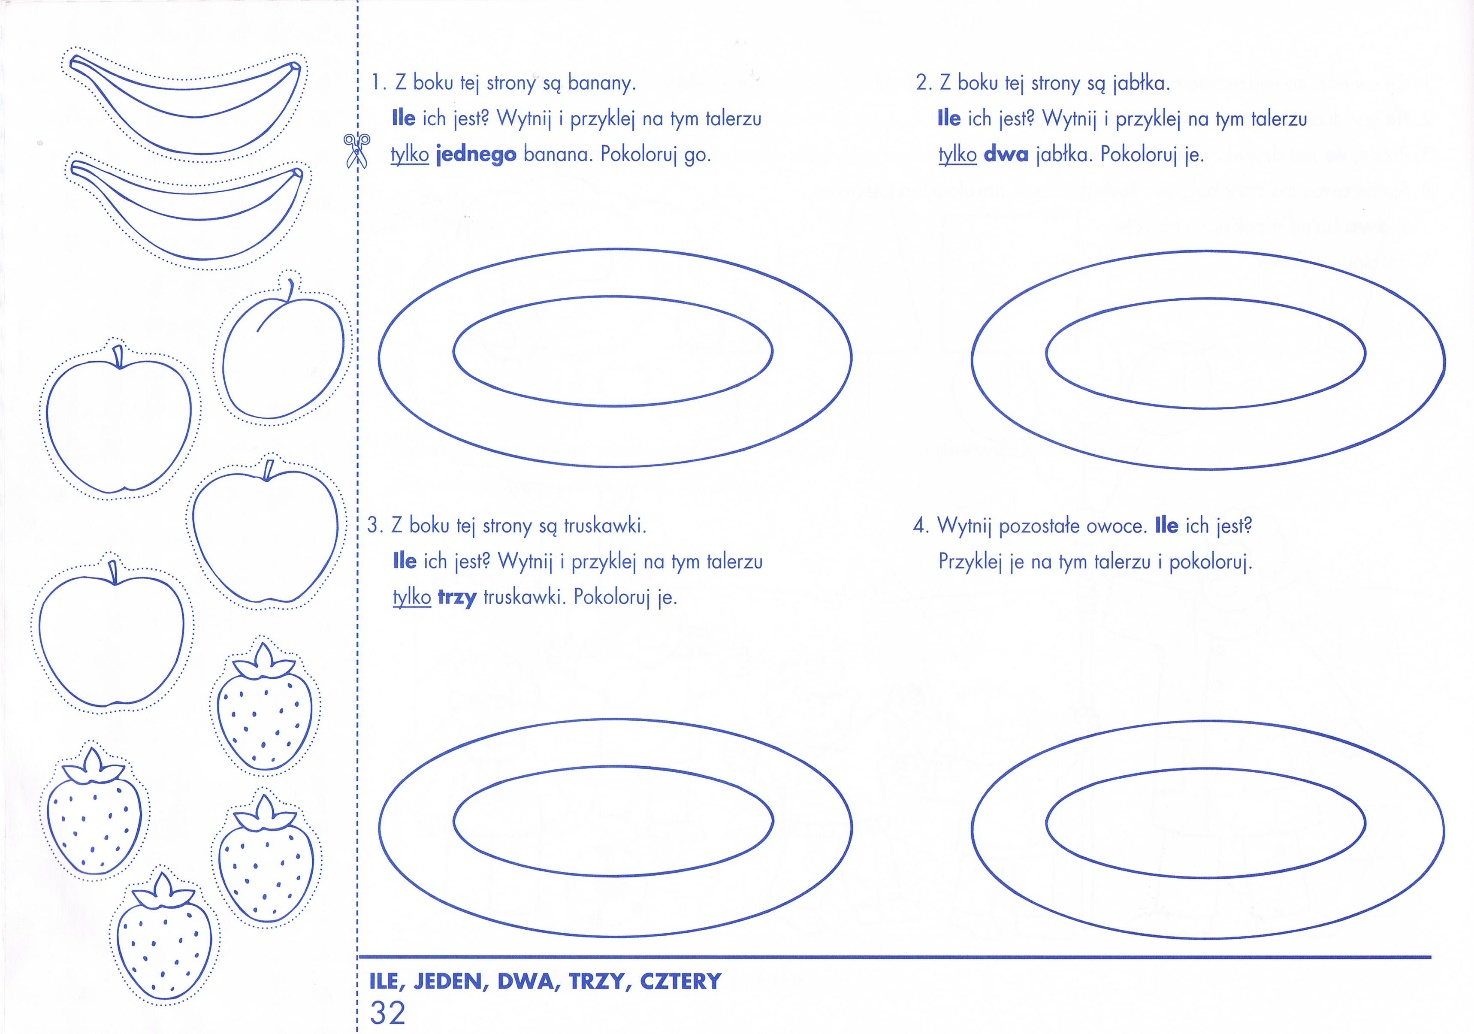 1. Z boku tej strony są banany.
Ile ich jest? Wytnij i przyklej na tym talerzu
tylko jednego banana. Pokoloruj go.
2. Z boku tej strony są jabłka.
Ile ich jest? Wytnij i przyklej na tym talerzu
tylko dwa jabłka. Pokoloruj je.
3. Z boku tej strony są truskawki.
Ile ich jest? Wytnij i przyklej na tym talerzu
tylko trzy truskawki. Pokoloruj je.
4. Wytnij pozostałe owoce. Ile ich jest?
Przyklej je na tym talerzu i pokoloruj.
ILE, JEDEN, DWA, TRZY, CZTERY
32